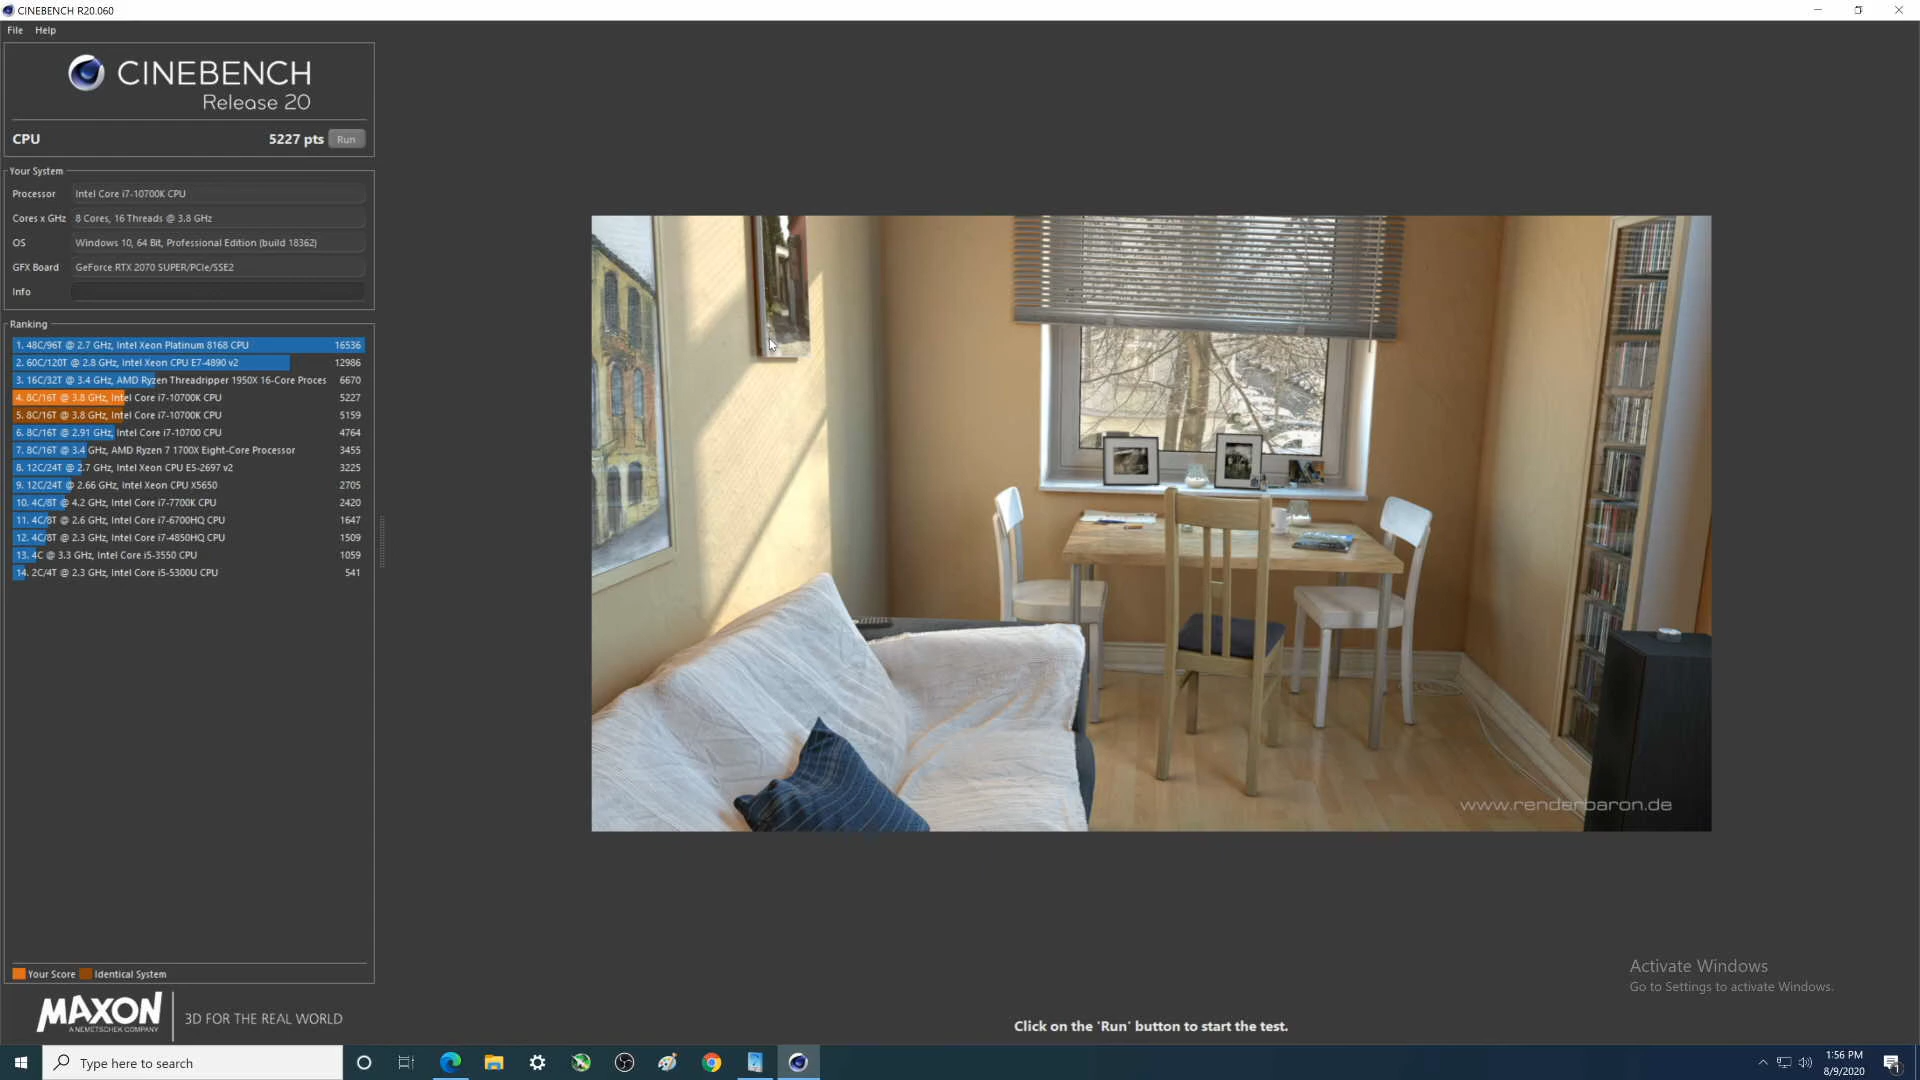 CINEBENCH R20.060
File Help
CINEBENCH
Release 20
CPU 5227 pts Run
Your System
Processor Intel Core i7-10700K CPU
Cores x GHz 8 Cores, 16 Threads @ 3.8 GHz
OS Windows 10, 64 Bit, Professional Edition (build 18362)
GFX Board GeForce RTX 2070 SUPER/PCIe/SSE2
Info
Ranking
1. 48C/96T @ 2.7 GHz, Intel Xeon Platinum 8168 CPU 16536
2. 60C/120T @ 2.8 GHz, Intel Xeon CPU E7-4890 v2 12986
3. 16C/32T @ 3.4 GHz, AMD Ryzen Threadripper 1950X 16-Core Proces 6670
4. 8C/16T @ 3.8 GHz, Intel Core i7-10700K CPU 5227
5. 8C/16T @ 3.8 GHz, Intel Core i7-10700K CPU 5159
6. 8C/16T @ 2.91 GHz, Intel Core i7-10700 CPU 4764
7. 8C/16T @ 3.4 GHz, AMD Ryzen 7 1700X Eight-Core Processor 3455
8. 12C/24T @ 2.7 GHz, Intel Xeon CPU E5-2697 v2 3225
9. 12C/24T @ 2.66 GHz, Intel Xeon CPU X5650 2705
10. 4C/8T @ 4.2 GHz, Intel Core i7-7700K CPU 2420
11. 4C/8T @ 2.6 GHz, Intel Core i7-6700HQ CPU 1647
12. 4C/8T @ 2.3 GHz, Intel Core i7-4850HQ CPU 1509
13. 4C @ 3.3 GHz, Intel Core i5-3550 CPU 1059
14. 2C/4T @ 2.3 GHz, Intel Core i5-5300U CPU 541
Your Score Identical System
MAXON
A NEMETSCHEK COMPANY
3D FOR THE REAL WORLD
www.renderbaron.de
Activate Windows
Go to Settings to activate Windows.
Click on the 'Run' button to start the test.
Type here to search
1:56 PM
8/9/2020
1